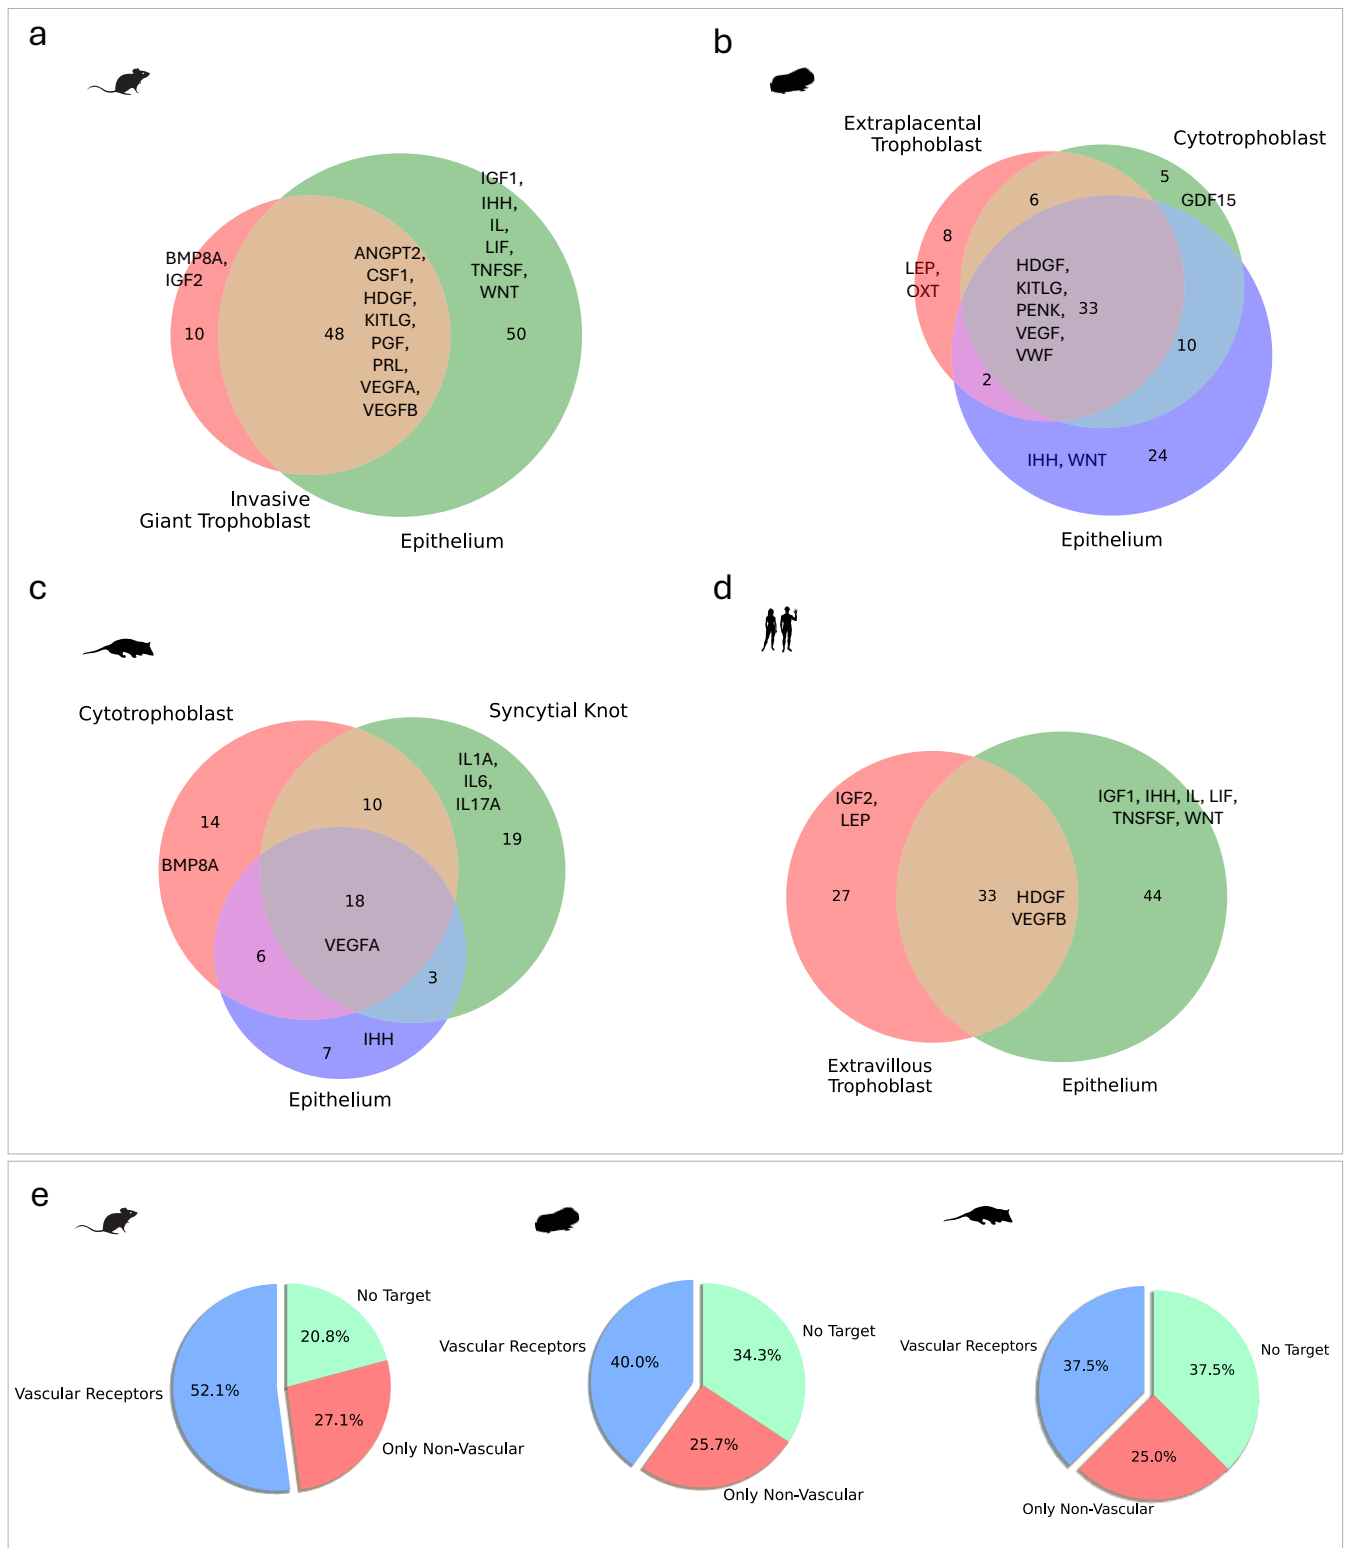 a
BMP8A,
IGF2
10
48
ANGPT2,
CSF1,
HDGF,
KITLG,
PGF,
PRL,
VEGFA,
VEGFB
IGF1,
IHH,
IL,
LIF,
TNFSF,
WNT
50
Invasive
Giant Trophoblast
Epithelium
b
Extraplacental
Trophoblast
Cytotrophoblast
5
GDF15
6
8
LEP,
OXT
HDGF,
KITLG,
PENK,
VEGF,
VWF
33
10
2
IHH, WNT
24
Epithelium
c
Cytotrophoblast
Syncytial Knot
IL1A,
IL6,
IL17A
19
10
14
BMP8A
18
VEGFA
6
3
IHH
7
Epithelium
d
IGF2,
LEP
27
33
HDGF
VEGFB
IGF1, IHH, IL, LIF,
TNSFSF, WNT
44
Extravillous
Trophoblast
Epithelium
e
No Target
20.8%
Vascular Receptors
52.1%
27.1%
Only Non-Vascular
No Target
34.3%
Vascular Receptors
40.0%
25.7%
Only Non-Vascular
Vascular Receptors
37.5%
No Target
37.5%
25.0%
Only Non-Vascular